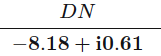 DN
−8.18 + i0.61